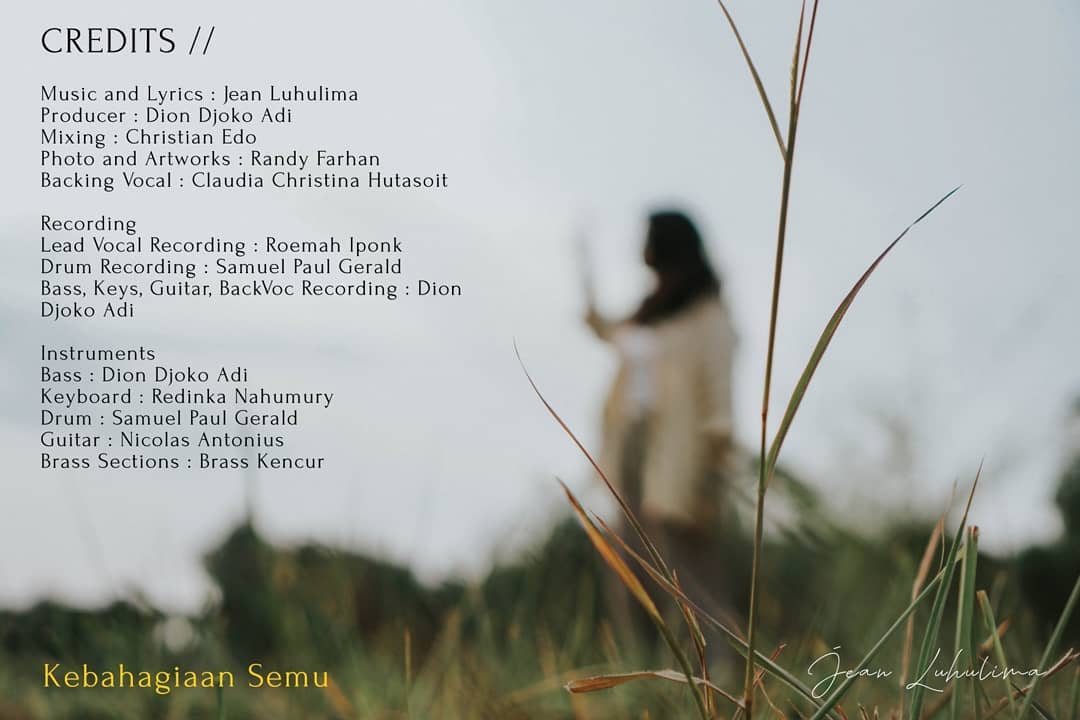 CREDITS //
Music and Lyrics : Jean Luhulima
Producer : Dion Djoko Adi
Mixing : Christian Edo
Photo and Artworks : Randy Farhan
Backing Vocal : Claudia Christina Hutasoit
Recording
Lead Vocal Recording : Roemah Iponk
Drum Recording : Samuel Paul Gerald
Bass, Keys, Guitar, BackVoc Recording : Dion
Djoko Adi
Instruments
Bass : Dion Djoko Adi
Keyboard : Redinka Nahumury
Drum : Samuel Paul Gerald
Guitar : Nicolas Antonius
Brass Sections : Brass Kencur
Kebahagiaan Semu
Jean Luhulima